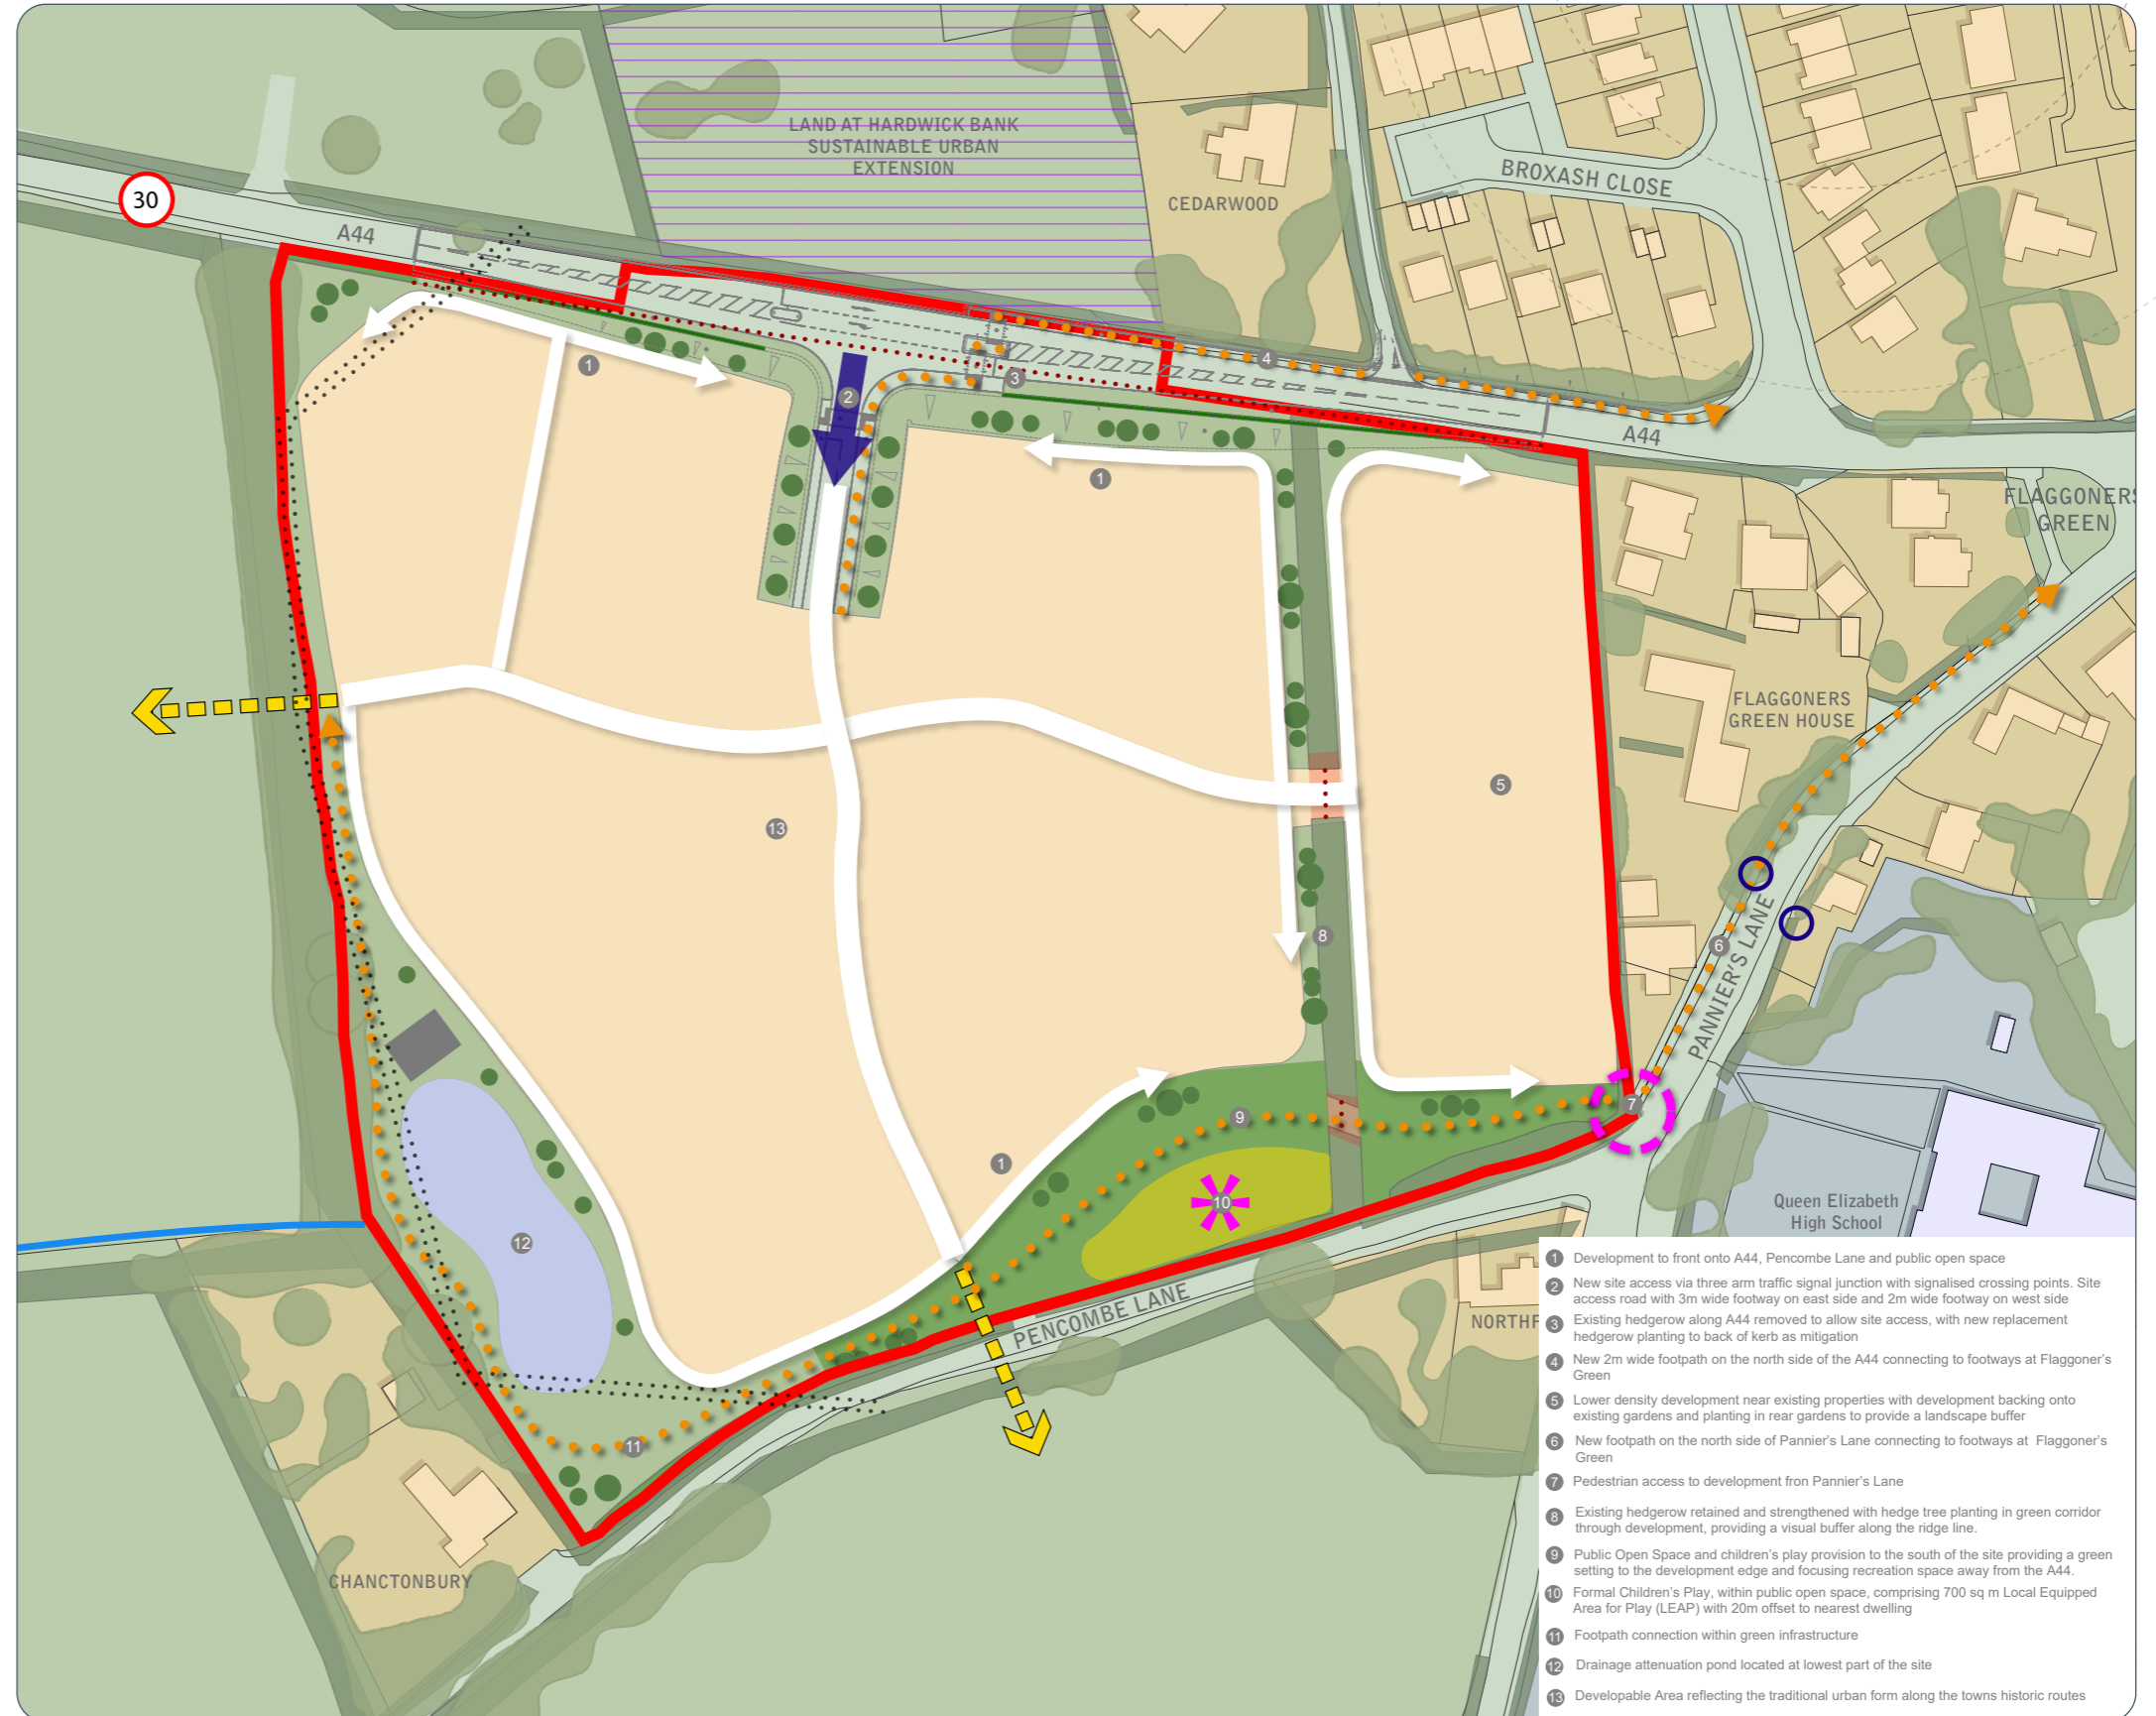 LAND AT HARDWICK BANK
SUSTAINABLE URBAN
EXTENSION
CEDARWOOD
BROXASH CLOSE
30
A44
4
3
2
1
A44
1
FLAGGONERS
GREEN
FLAGGONERS
GREEN HOUSE
5
13
8
6
PANNIER'S LANE
7
9
1
10
12
Queen Elizabeth
High School
PENCOMBE LANE
NORTHF
11
CHANCTONBURY
1 Development to front onto A44, Pencombe Lane and public open space
2 New site access via three arm traffic signal junction with signalised crossing points. Site
access road with 3m wide footway on east side and 2m wide footway on west side
3 Existing hedgerow along A44 removed to allow site access, with new replacement
hedgerow planting to back of kerb as mitigation
4 New 2m wide footpath on the north side of the A44 connecting to footways at Flaggoner's
Green
5 Lower density development near existing properties with development backing onto
existing gardens and planting in rear gardens to provide a landscape buffer
6 New footpath on the north side of Pannier's Lane connecting to footways at Flaggoner's
Green
7 Pedestrian access to development fron Pannier's Lane
8 Existing hedgerow retained and strengthened with hedge tree planting in green corridor
through development, providing a visual buffer along the ridge line.
9 Public Open Space and children's play provision to the south of the site providing a green
setting to the development edge and focusing recreation space away from the A44.
10 Formal Children's Play, within public open space, comprising 700 sq m Local Equipped
Area for Play (LEAP) with 20m offset to nearest dwelling
11 Footpath connection within green infrastructure
12 Drainage attenuation pond located at lowest part of the site
13 Developable Area reflecting the traditional urban form along the towns historic routes